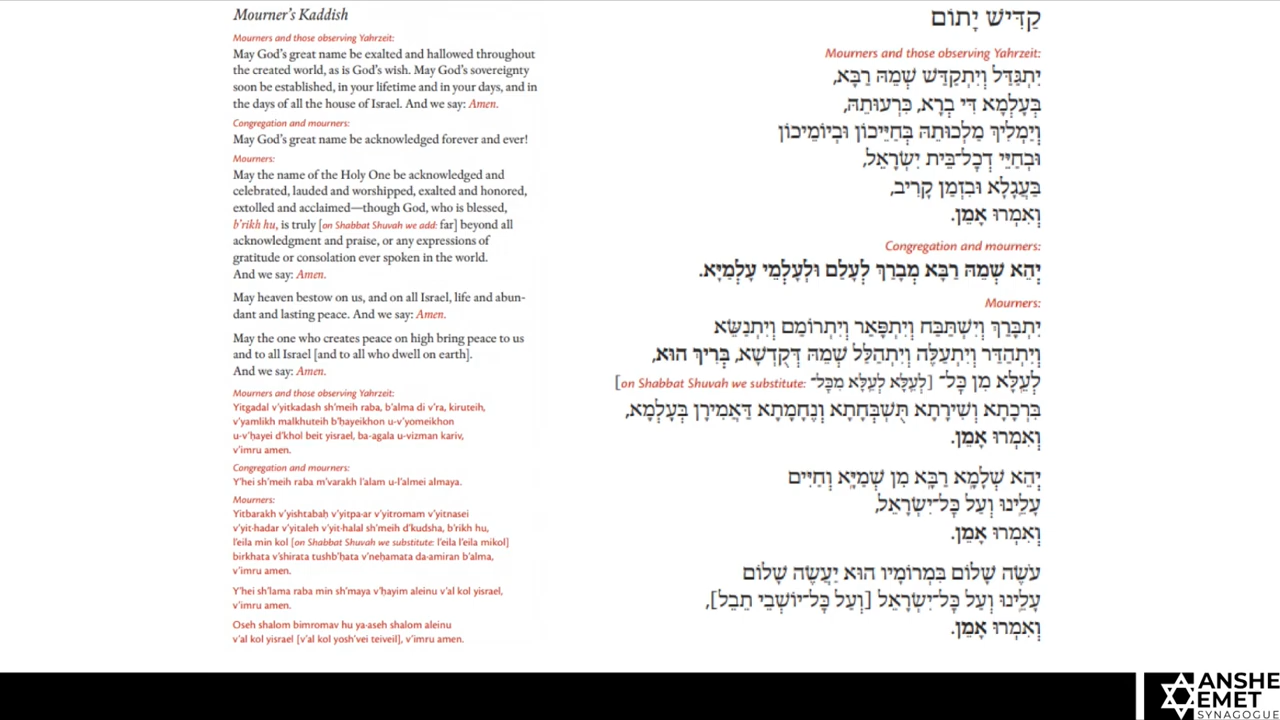 Mourner's Kaddish
Mourners and those observing Yahrzeit:
May God's great name be exalted and hallowed throughout
the created world, as is God's wish. May God's sovereignty
soon be established, in your lifetime and in your days, and in
the days of all the house of Israel. And we say: Amen.
Congregation and mourners:
May God's great name be acknowledged forever and ever!
Mourners:
May the name of the Holy One be acknowledged and
celebrated, lauded and worshipped, exalted and honored,
extolled and acclaimed—though God, who is blessed,
b'rikh hu, is truly [on Shabbat Shuvah we add: far] beyond all
acknowledgment and praise, or any expressions of
gratitude or consolation ever spoken in the world.
And we say: Amen.
May heaven bestow on us, and on all Israel, life and abun-
dant and lasting peace. And we say: Amen.
May the one who creates peace on high bring peace to us
and to all Israel [and to all who dwell on earth].
And we say: Amen.
Mourners and those observing Yahrzeit:
Yitgadal v'yitkadash sh'meih raba, b'alma di v'ra, kiruteih,
v'yamlikh malkhuteih b'ḥayeikhon u-v'yomeikhon
u-v'ḥayei d'khol beit yisrael, ba-agala u-vizman kariv,
v'imru amen.
Congregation and mourners:
Y'hei sh'meih raba m'varakh l'alam u-l'almei almaya.
Mourners:
Yitbarakh v'yishtabaḥ v'yitpa·ar v'yitromam v'yitnasei
v'yit·hadar v'yitaleh v'yit·halal sh'meih d'kudsha, b'rikh hu,
l'eila min kol [on Shabbat Shuvah we substitute: l'eila l'eila mikol]
birkhata v'shirata tushb'ḥata v'neḥamata da-amiran b'alma,
v'imru amen.
Y'hei sh'lama raba min sh'maya v'ḥayim aleinu v'al kol yisrael,
v'imru amen.
Oseh shalom bimromav hu ya·aseh shalom aleinu
v'al kol yisrael [v'al kol yosh'vei teiveil], v'imru amen.
קַדִּישׁ יָתוֹם
Mourners and those observing Yahrzeit:
יִתְגַּדַּל וְיִתְקַדַּשׁ שְׁמֵהּ רַבָּא,
בְּעָלְמָא דִּי בְרָא, כִּרְעוּתֵהּ,
וְיַמְלִיךְ מַלְכוּתֵהּ בְּחַיֵּיכוֹן וּבְיוֹמֵיכוֹן
וּבְחַיֵּי דְכׇל־בֵּית יִשְׂרָאֵל,
בַּעֲגָלָא וּבִזְמַן קָרִיב,
וְאִמְרוּ אָמֵן.
Congregation and mourners:
יְהֵא שְׁמֵהּ רַבָּא מְבָרַךְ לְעָלַם וּלְעָלְמֵי עָלְמַיָּא.
Mourners:
יִתְבָּרַךְ וְיִשְׁתַּבַּח וְיִתְפָּאַר וְיִתְרוֹמַם וְיִתְנַשֵּׂא
וְיִתְהַדַּר וְיִתְעַלֶּה וְיִתְהַלַּל שְׁמֵהּ דְּקֻדְשָׁא, בְּרִיךְ הוּא,
לְעֵלָּא מִן כׇּל־ [on Shabbat Shuvah we substitute: לְעֵלָּא לְעֵלָּא מִכׇּל־]
בִּרְכָתָא וְשִׁירָתָא תֻּשְׁבְּחָתָא וְנֶחָמָתָא דַּאֲמִירָן בְּעָלְמָא,
וְאִמְרוּ אָמֵן.
יְהֵא שְׁלָמָא רַבָּא מִן שְׁמַיָּא וְחַיִּים
עָלֵינוּ וְעַל כׇּל־יִשְׂרָאֵל,
וְאִמְרוּ אָמֵן.
עֹשֶׂה שָׁלוֹם בִּמְרוֹמָיו הוּא יַעֲשֶׂה שָׁלוֹם
עָלֵינוּ וְעַל כׇּל־יִשְׂרָאֵל [וְעַל כׇּל־יוֹשְׁבֵי תֵבֵל],
וְאִמְרוּ אָמֵן.
ANSHE
EMET
SYNAGOGUE